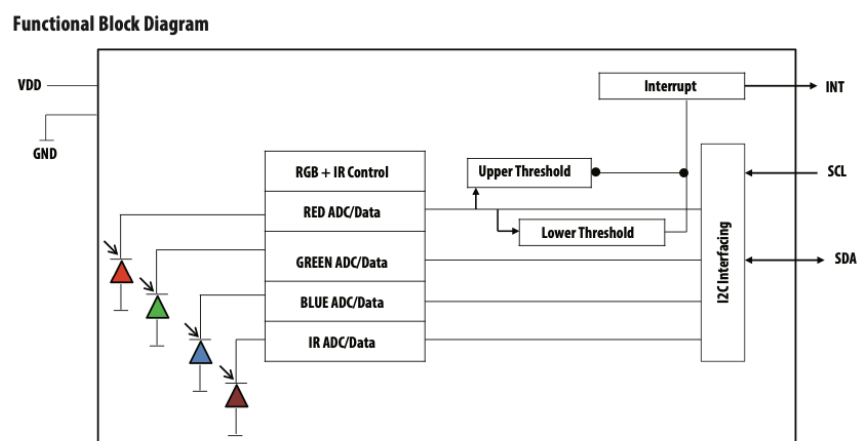 Functional Block Diagram
VDD
Interrupt
INT
GND
RGB + IR Control
Upper Threshold
SCL
RED ADC/Data
Lower Threshold
GREEN ADC/Data
I2C Interfacing
SDA
BLUE ADC/Data
IR ADC/Data